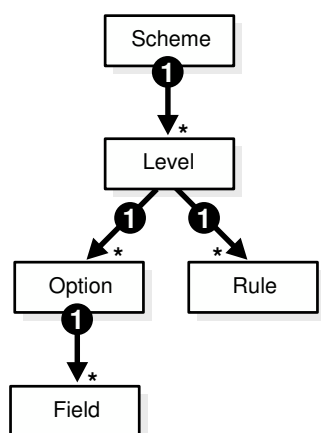 Scheme
1
*
Level
1 1
* *
Option Rule
1
*
Field